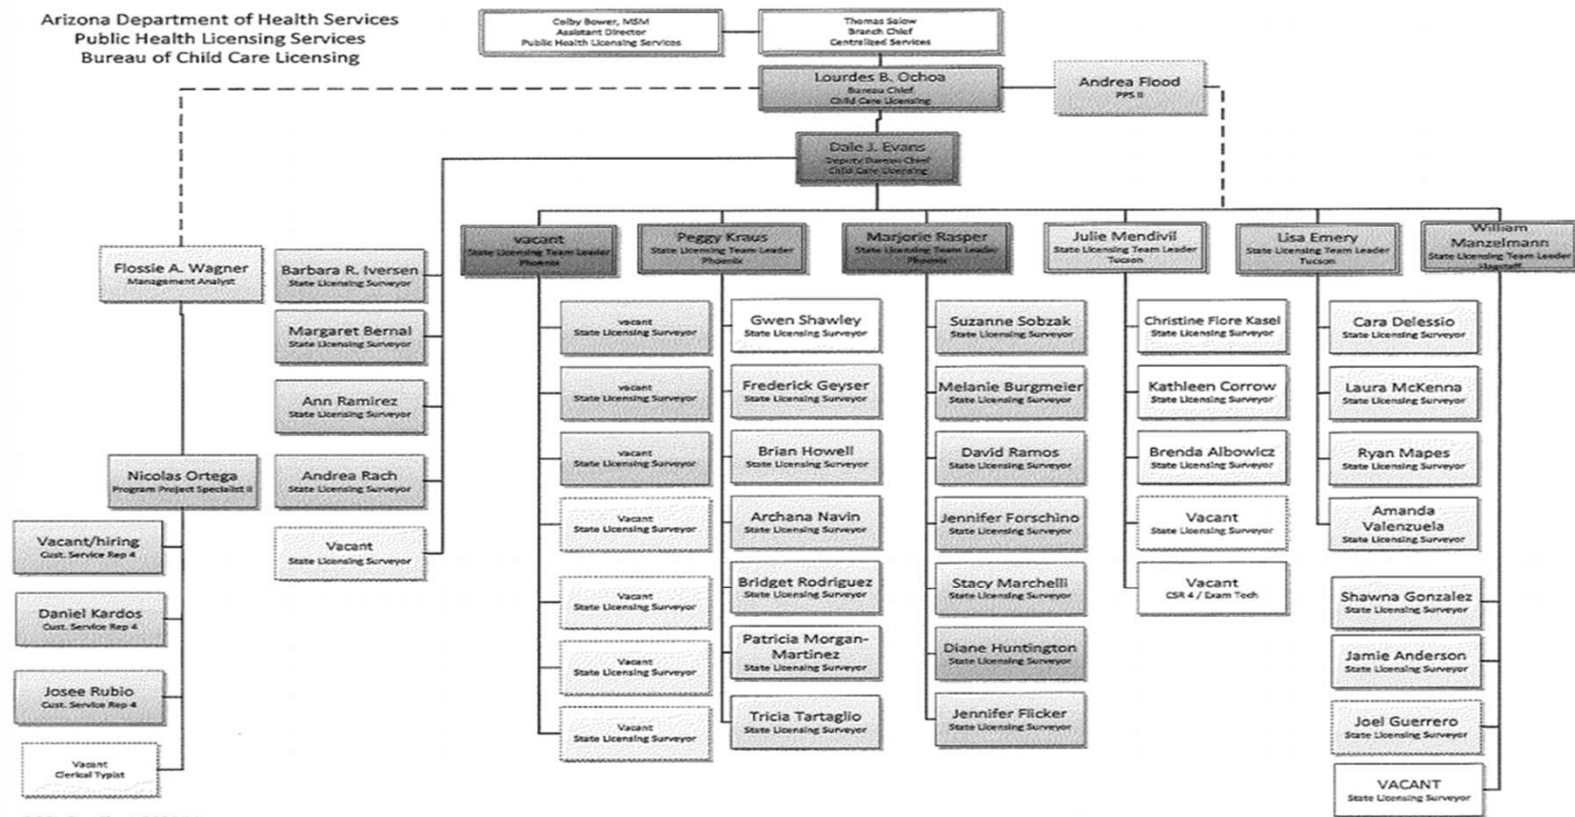 Arizona Department of Health Services
Public Health Licensing Services
Bureau of Child Care Licensing
Colby Bower, MSM
Assistant Director
Public Health Licensing Services
Thomas Salow
Branch Chief
Centralized Services
Lourdes B. Ochoa
Bureau Chief
Child Care Licensing
Andrea Flood
PPS II
Dale J. Evans
Deputy Bureau Chief
Child Care Licensing
Flossie A. Wagner
Management Analyst
Nicolas Ortega
Program Project Specialist II
Vacant/hiring
Cust. Service Rep 4
Daniel Kardos
Cust. Service Rep 4
Josee Rubio
Cust. Service Rep 4
Vacant
Clerical Typist
Barbara R. Iversen
State Licensing Surveyor
Margaret Bernal
State Licensing Surveyor
Ann Ramirez
State Licensing Surveyor
Andrea Rach
State Licensing Surveyor
Vacant
State Licensing Surveyor
vacant
State Licensing Team Leader
Phoenix
vacant
State Licensing Surveyor
vacant
State Licensing Surveyor
vacant
State Licensing Surveyor
Vacant
State Licensing Surveyor
Vacant
State Licensing Surveyor
Vacant
State Licensing Surveyor
Vacant
State Licensing Surveyor
Peggy Kraus
State Licensing Team Leader
Phoenix
Gwen Shawley
State Licensing Surveyor
Frederick Geyser
State Licensing Surveyor
Brian Howell
State Licensing Surveyor
Archana Navin
State Licensing Surveyor
Bridget Rodriguez
State Licensing Surveyor
Patricia Morgan-
Martinez
State Licensing Surveyor
Tricia Tartaglio
State Licensing Surveyor
Marjorie Rasper
State Licensing Team Leader
Phoenix
Suzanne Sobzak
State Licensing Surveyor
Melanie Burgmeier
State Licensing Surveyor
David Ramos
State Licensing Surveyor
Jennifer Forschino
State Licensing Surveyor
Stacy Marchelli
State Licensing Surveyor
Diane Huntington
State Licensing Surveyor
Jennifer Flicker
State Licensing Surveyor
Julie Mendivil
State Licensing Team Leader
Tucson
Christine Flore Kasel
State Licensing Surveyor
Kathleen Corrow
State Licensing Surveyor
Brenda Albowicz
State Licensing Surveyor
Vacant
State Licensing Surveyor
Vacant
CSR 4 / Exam Tech
Lisa Emery
State Licensing Team Leader
Tucson
Cara Delessio
State Licensing Surveyor
Laura McKenna
State Licensing Surveyor
Ryan Mapes
State Licensing Surveyor
Amanda
Valenzuela
State Licensing Surveyor
William
Manzelmann
State Licensing Team Leader
Flagstaff
Shawna Gonzalez
State Licensing Surveyor
Jamie Anderson
State Licensing Surveyor
Joel Guerrero
State Licensing Surveyor
VACANT
State Licensing Surveyor